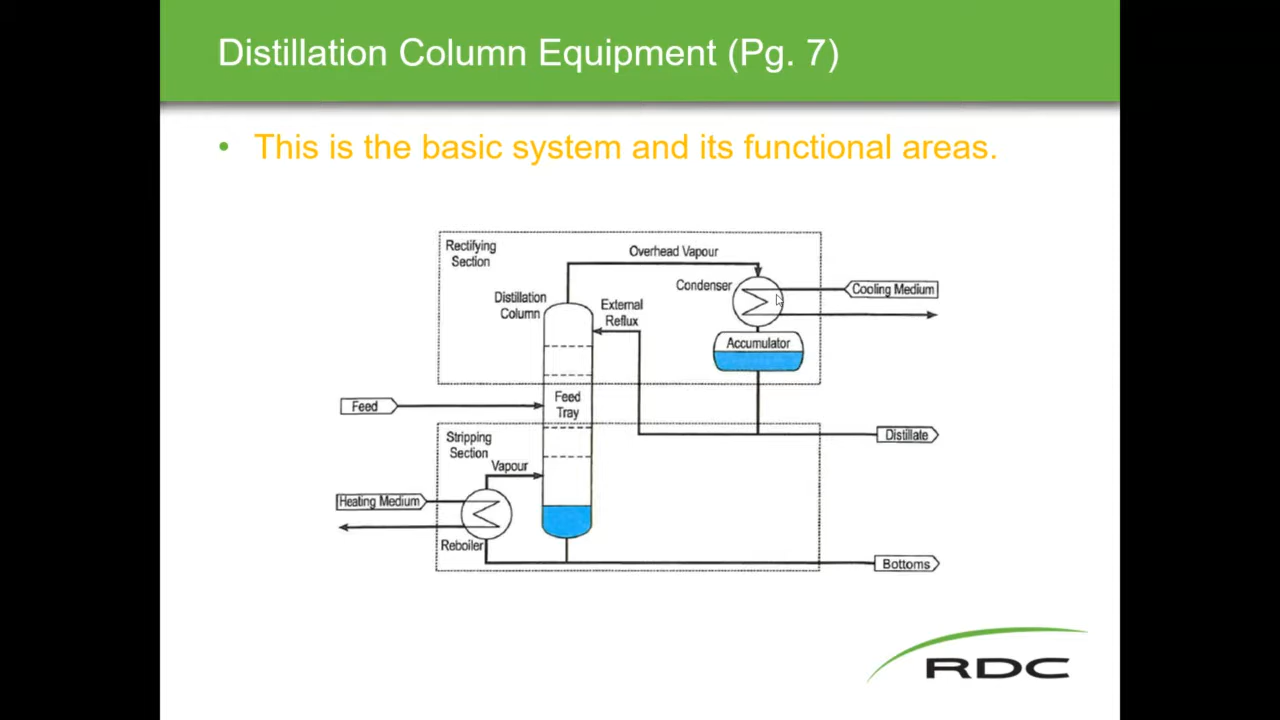 Distillation Column Equipment (Pg. 7)
• This is the basic system and its functional areas.
Rectifying
Section
Overhead Vapour
Condenser
Cooling Medium
Distillation
Column
External
Reflux
Accumulator
Feed
Feed
Tray
Distillate
Stripping
Section
Vapour
Heating Medium
Reboiler
Bottoms
RDC